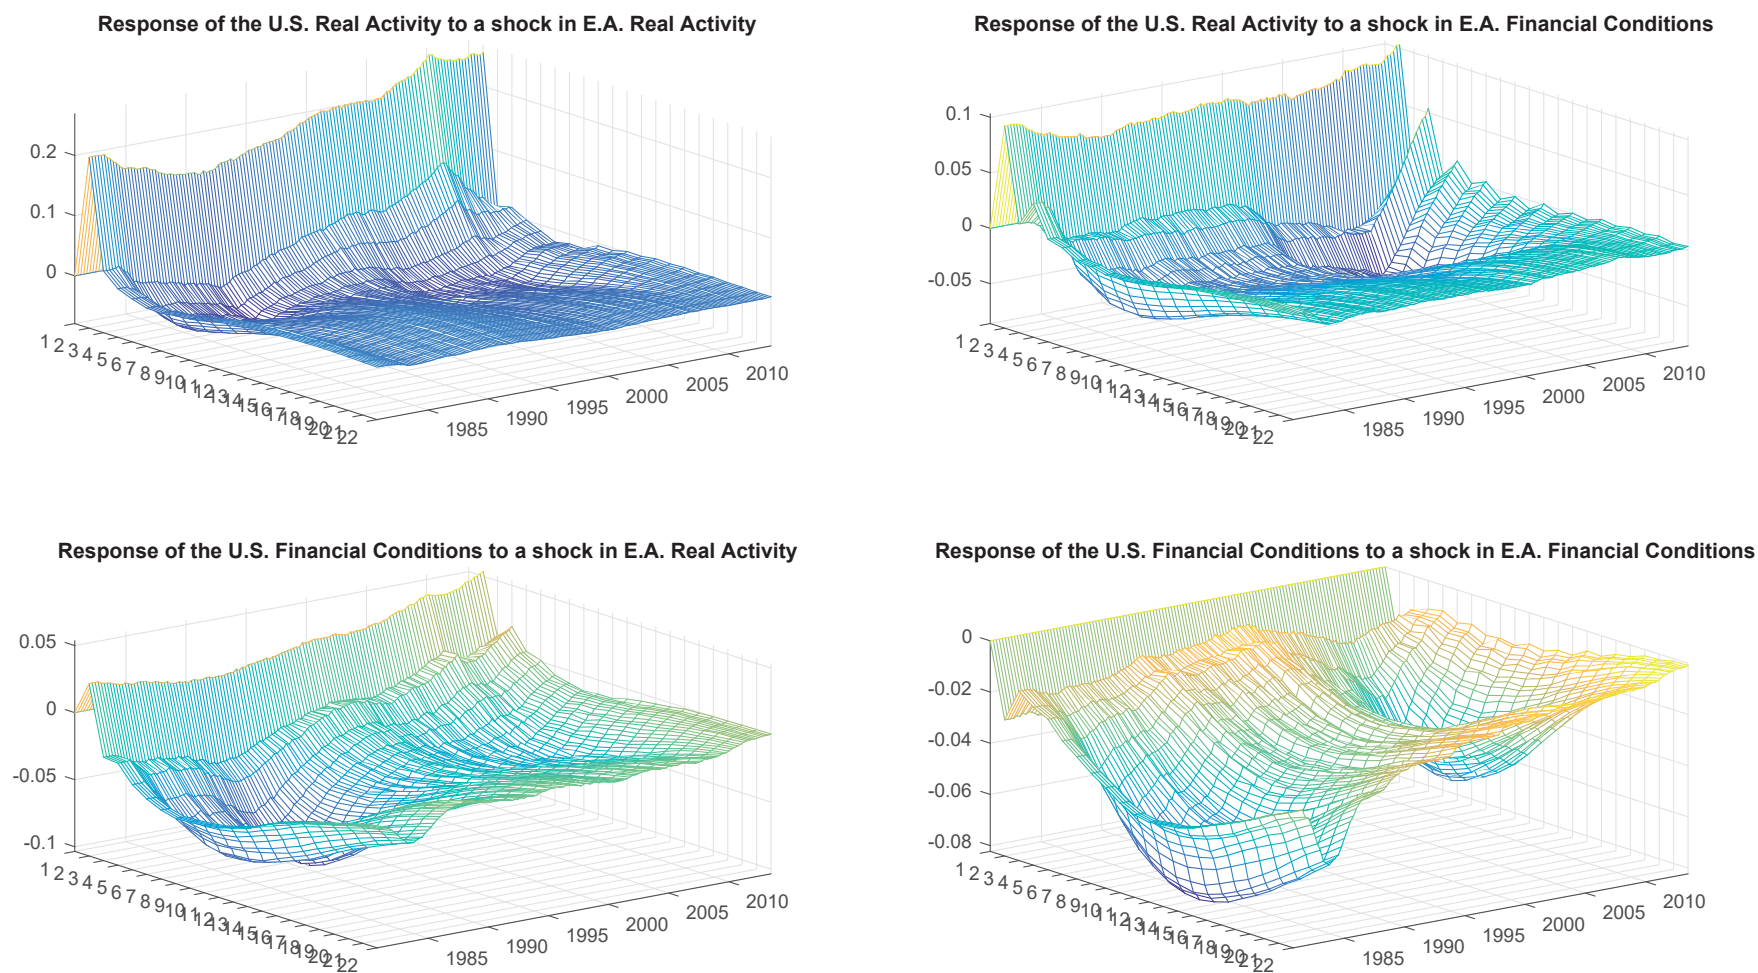 Response of the U.S. Real Activity to a shock in E.A. Real Activity
0.2
0.1
0
1 2 3 4 5 6 7 8 9 10 11 12 13 14 15 16 17 18 19 20 21 22
1985 1990 1995 2000 2005 2010
Response of the U.S. Real Activity to a shock in E.A. Financial Conditions
0.1
0.05
0
-0.05
1 2 3 4 5 6 7 8 9 10 11 12 13 14 15 16 17 18 19 20 21 22
1985 1990 1995 2000 2005 2010
Response of the U.S. Financial Conditions to a shock in E.A. Real Activity
0.05
0
-0.05
-0.1
1 2 3 4 5 6 7 8 9 10 11 12 13 14 15 16 17 18 19 20 21 22
1985 1990 1995 2000 2005 2010
Response of the U.S. Financial Conditions to a shock in E.A. Financial Conditions
0
-0.02
-0.04
-0.06
-0.08
1 2 3 4 5 6 7 8 9 10 11 12 13 14 15 16 17 18 19 20 21 22
1985 1990 1995 2000 2005 2010